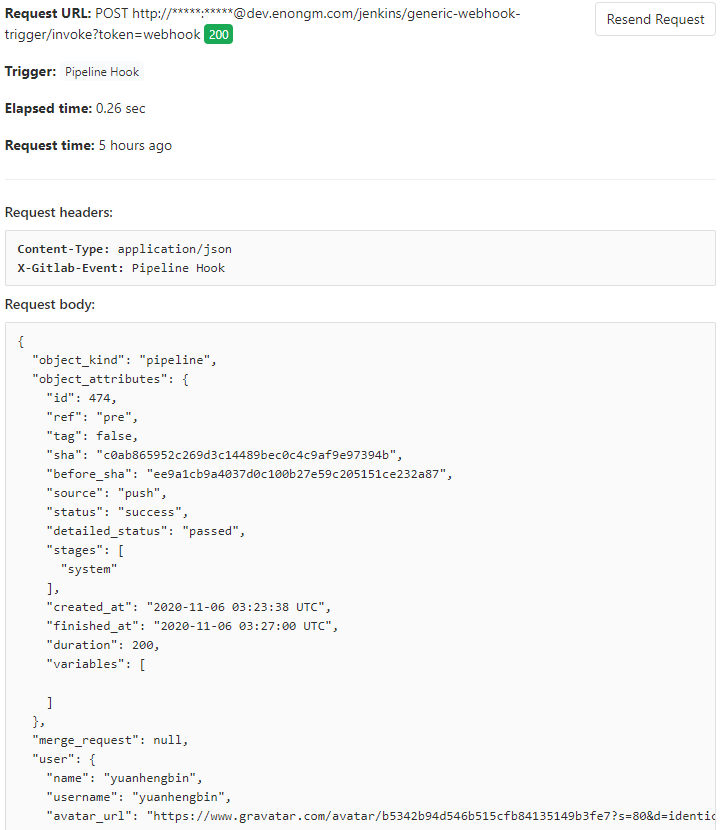 Request URL: POST http://*****:*****@dev.enongm.com/jenkins/generic-webhook-
trigger/invoke?token=webhook 200
Resend Request
Trigger: Pipeline Hook
Elapsed time: 0.26 sec
Request time: 5 hours ago
Request headers:
Content-Type: application/json
X-Gitlab-Event: Pipeline Hook
Request body:
{
  "object_kind": "pipeline",
  "object_attributes": {
    "id": 474,
    "ref": "pre",
    "tag": false,
    "sha": "c0ab865952c269d3c14489bec0c4c9af9e97394b",
    "before_sha": "ee9a1cb9a4037d0c100b27e59c205151ce232a87",
    "source": "push",
    "status": "success",
    "detailed_status": "passed",
    "stages": [
      "system"
    ],
    "created_at": "2020-11-06 03:23:38 UTC",
    "finished_at": "2020-11-06 03:27:00 UTC",
    "duration": 200,
    "variables": [
    ]
  },
  "merge_request": null,
  "user": {
    "name": "yuanhengbin",
    "username": "yuanhengbin",
    "avatar_url": "https://www.gravatar.com/avatar/b5342b94d546b515cfb84135149b3fe7?s=80&d=identic